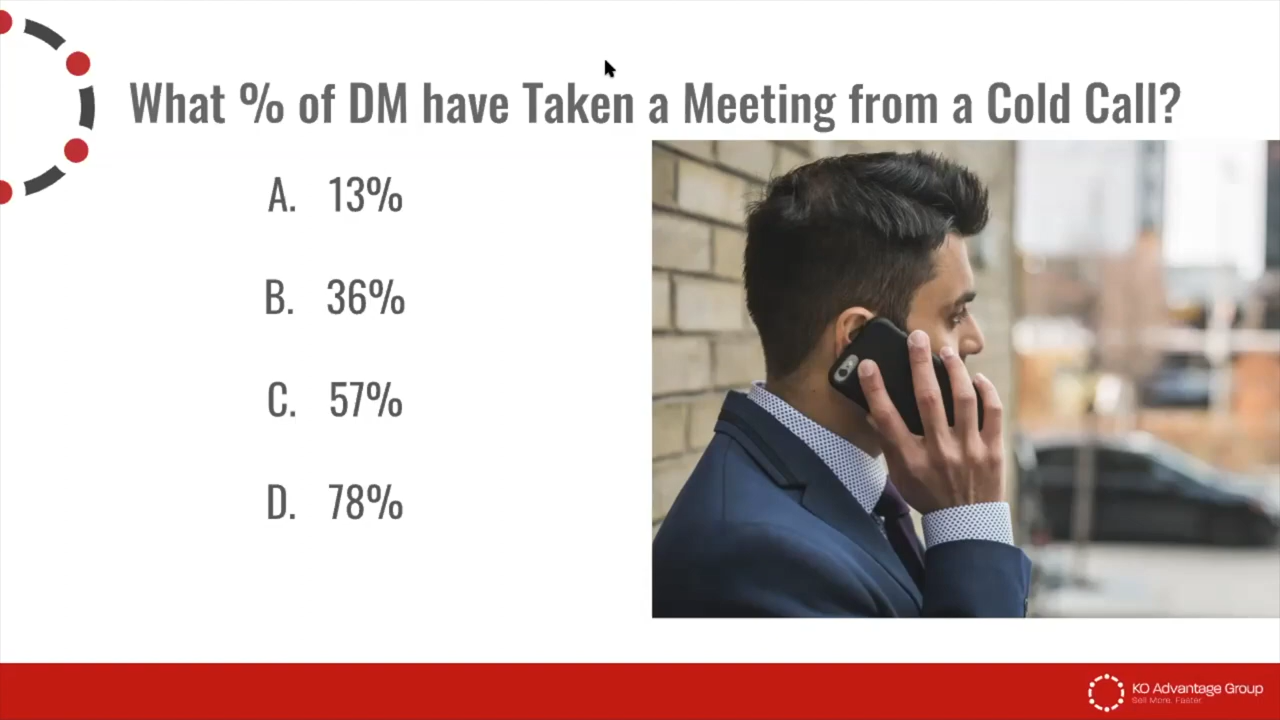 What % of DM have Taken a Meeting from a Cold Call?
A. 13%
B. 36%
C. 57%
D. 78%
KO Advantage Group
Sell More. Faster.